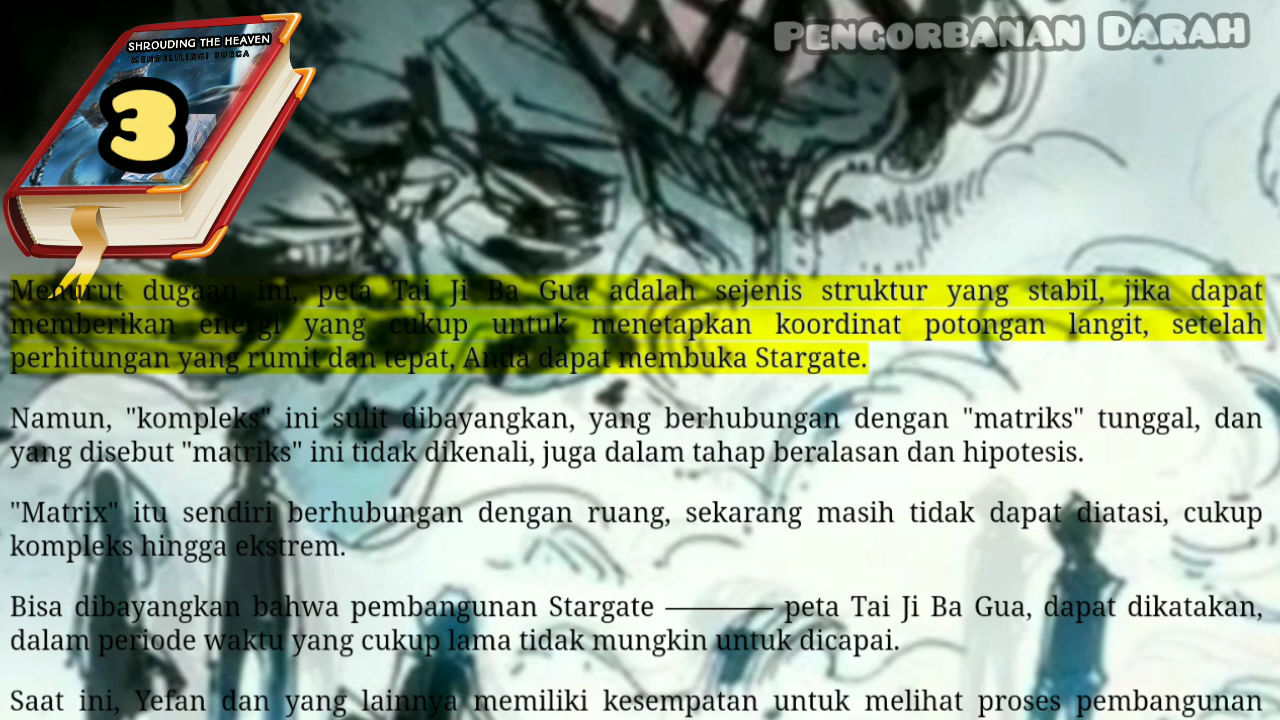 SHROUDING THE HEAVEN
MENGELILINGI SURGA
3
Pengorbanan Darah
Menurut dugaan ini, peta Tai Ji Ba Gua adalah sejenis struktur yang stabil, jika dapat
memberikan energi yang cukup untuk menetapkan koordinat potongan langit, setelah
perhitungan yang rumit dan tepat, Anda dapat membuka Stargate.
Namun, "kompleks" ini sulit dibayangkan, yang berhubungan dengan "matriks" tunggal, dan
yang disebut "matriks" ini tidak dikenali, juga dalam tahap beralasan dan hipotesis.
"Matrix" itu sendiri berhubungan dengan ruang, sekarang masih tidak dapat diatasi, cukup
kompleks hingga ekstrem.
Bisa dibayangkan bahwa pembangunan Stargate ———— peta Tai Ji Ba Gua, dapat dikatakan,
dalam periode waktu yang cukup lama tidak mungkin untuk dicapai.
Saat ini, Yefan dan yang lainnya memiliki kesempatan untuk melihat proses pembangunan